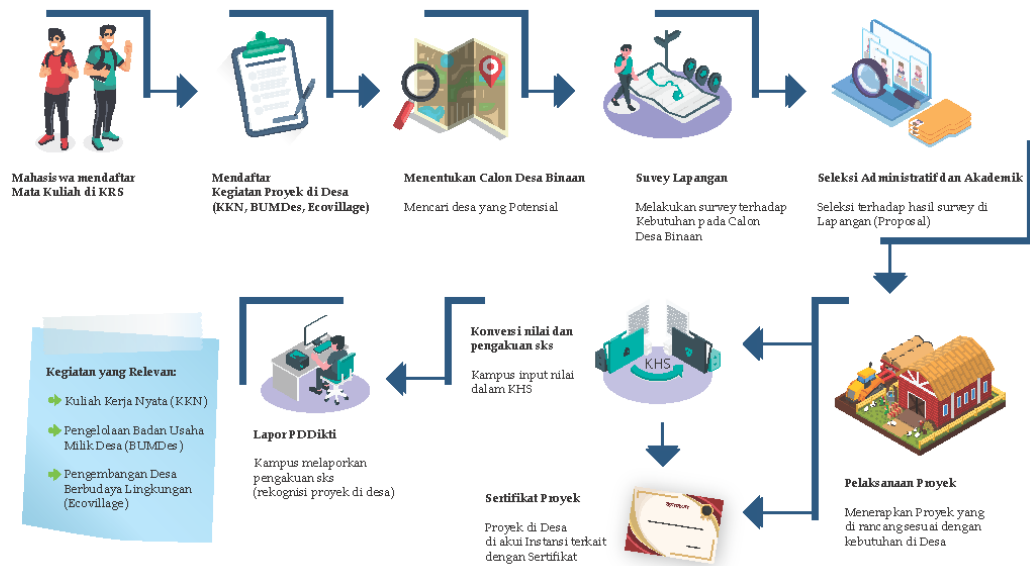 Mahasiswa mendaftar
Mata Kuliah di KRS
Mendaftar
Kegiatan Proyek di Desa
(KKN, BUMDes, Ecovillage)
Menentukan Calon Desa Binaan
Mencari desa yang Potensial
Suvey Lapangan
Melakukan survey terhadap
Kebutuhan pada Calon
Desa Binaan
Seleksi Administratif dan Akademik
Seleksi terhadap hasil survey di
Lapangan (Proposal)
Pelaksanaan Proyek
Menerapkan Proyek yang
di rancang sesuai dengan
kebutuhan di Desa
Konversi nilai dan
pengakuan sks
Kampus input nilai
dalam KHS
KHS
Sertifikat Proyek
Proyek di Desa
di akui Instansi terkait
dengan Sertifikat
Lapor PDDikti
Kampus melaporkan
pengakuan sks
(rekognisi proyek di desa)
Kegiatan yang Relevan:
Kuliah Kerja Nyata (KKN)
Pengelolaan Badan Usaha
Milik Desa (BUMDes)
Pengembangan Desa
Berbudaya Lingkungan
(Ecovillage)